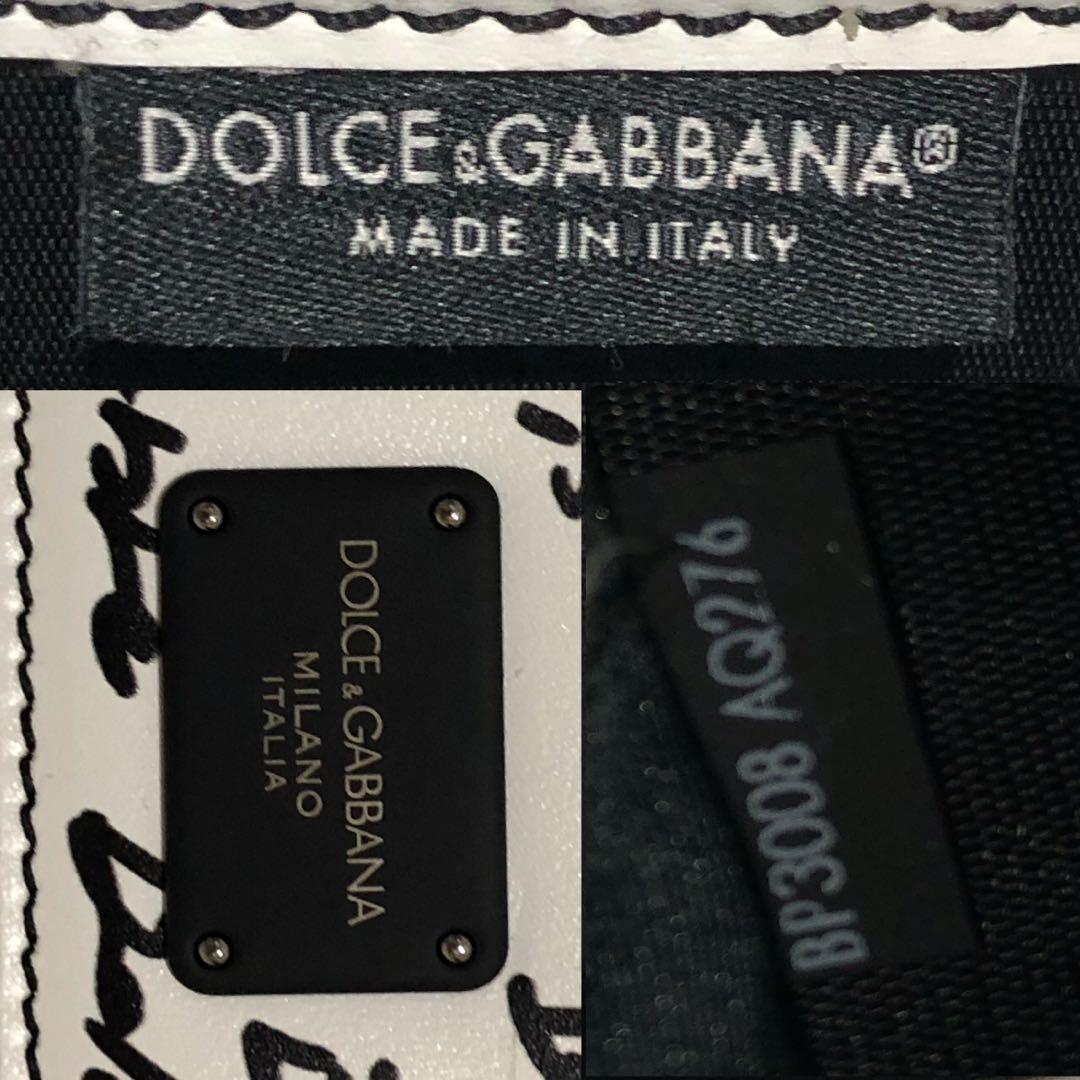 DOLCE&GABBANA®
MADE IN ITALY
DOLCE&GABBANA
MILANO
ITALIA
BP3008 AQ276